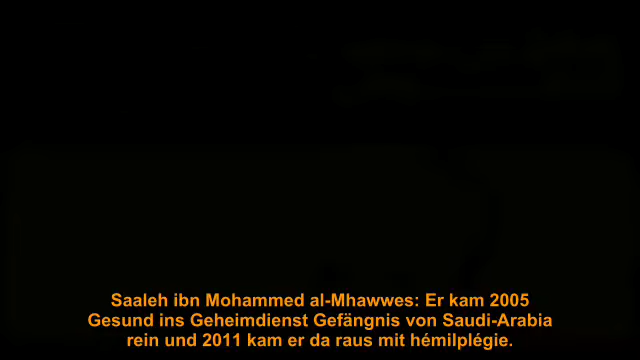 Saaleh ibn Mohammed al-Mhawwes: Er kam 2005
Gesund ins Geheimdienst Gefängnis von Saudi-Arabia
rein und 2011 kam er da raus mit hémilplégie.